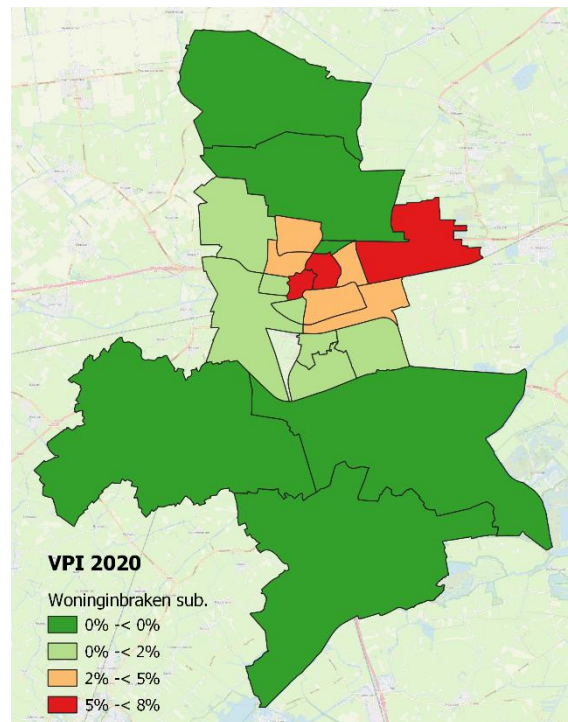 VPI 2020
Woninginbraken sub.
0% -< 0%
0% -< 2%
2% -< 5%
5% -< 8%